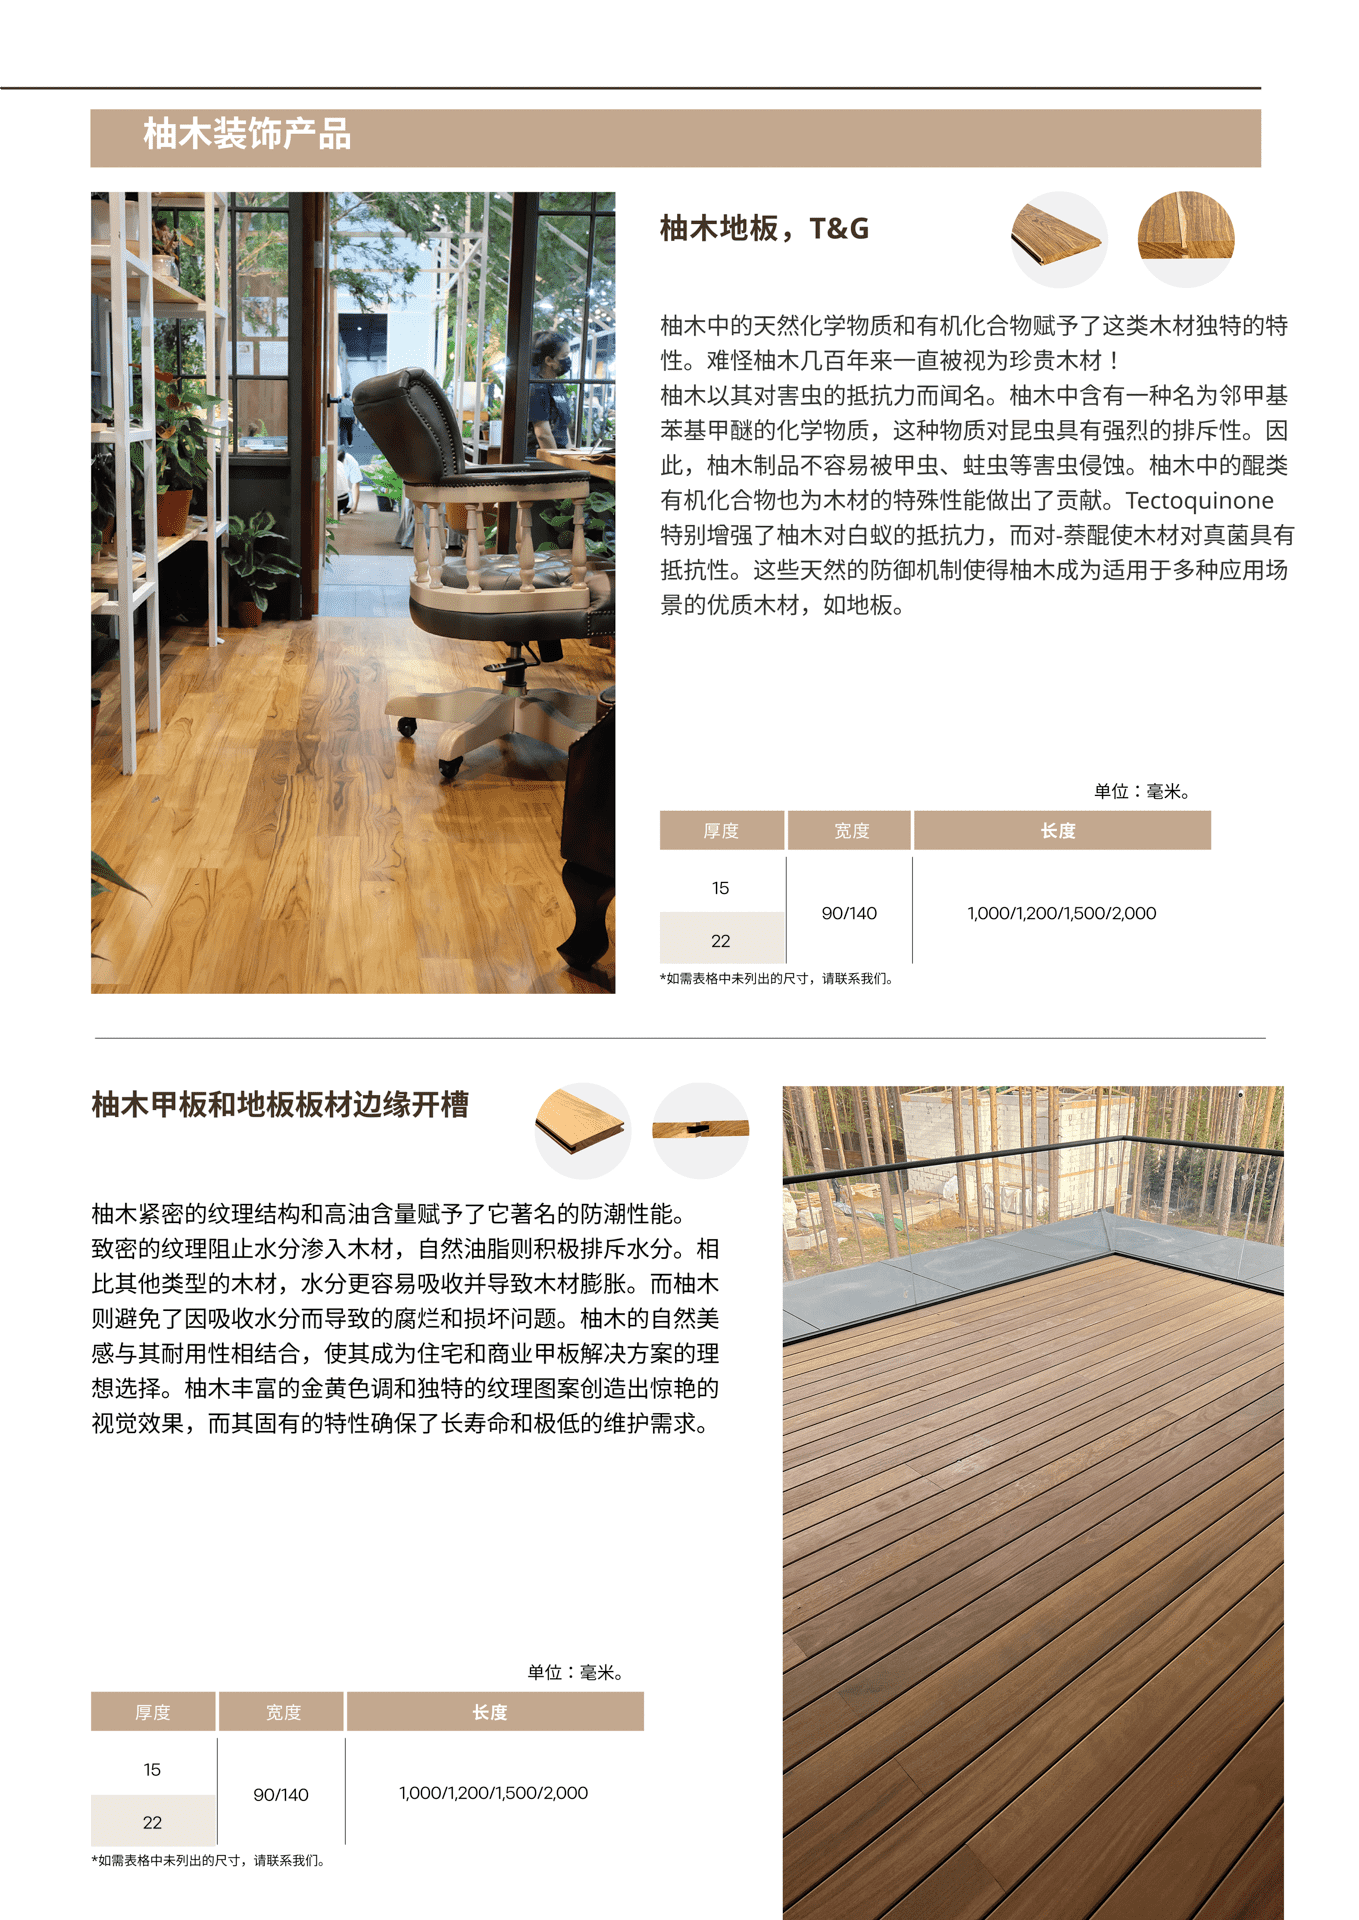 柚木装饰产品
柚木地板，T&G
柚木中的天然化学物质和有机化合物赋予了这类木材独特的特
性。难怪柚木几百年来一直被视为珍贵木材！
柚木以其对害虫的抵抗力而闻名。柚木中含有一种名为邻甲基
苯基甲醚的化学物质，这种物质对昆虫具有强烈的排斥性。因
此，柚木制品不容易被甲虫、蛀虫等害虫侵蚀。柚木中的醌类
有机化合物也为木材的特殊性能做出了贡献。Tectoquinone
特别增强了柚木对白蚁的抵抗力，而对-萘醌使木材对真菌具有
抵抗性。这些天然的防御机制使得柚木成为适用于多种应用场
景的优质木材，如地板。
单位：毫米。
厚度 宽度 长度
15
90/140 1,000/1,200/1,500/2,000
22
*如需表格中未列出的尺寸，请联系我们。
柚木甲板和地板板材边缘开槽
柚木紧密的纹理结构和高油含量赋予了它著名的防潮性能。
致密的纹理阻止水分渗入木材，自然油脂则积极排斥水分。相
比其他类型的木材，水分更容易吸收并导致木材膨胀。而柚木
则避免了因吸收水分而导致的腐烂和损坏问题。柚木的自然美
感与其耐用性相结合，使其成为住宅和商业甲板解决方案的理
想选择。柚木丰富的金黄色调和独特的纹理图案创造出惊艳的
视觉效果，而其固有的特性确保了长寿命和极低的维护需求。
单位：毫米。
厚度 宽度 长度
15
90/140 1,000/1,200/1,500/2,000
22
*如需表格中未列出的尺寸，请联系我们。